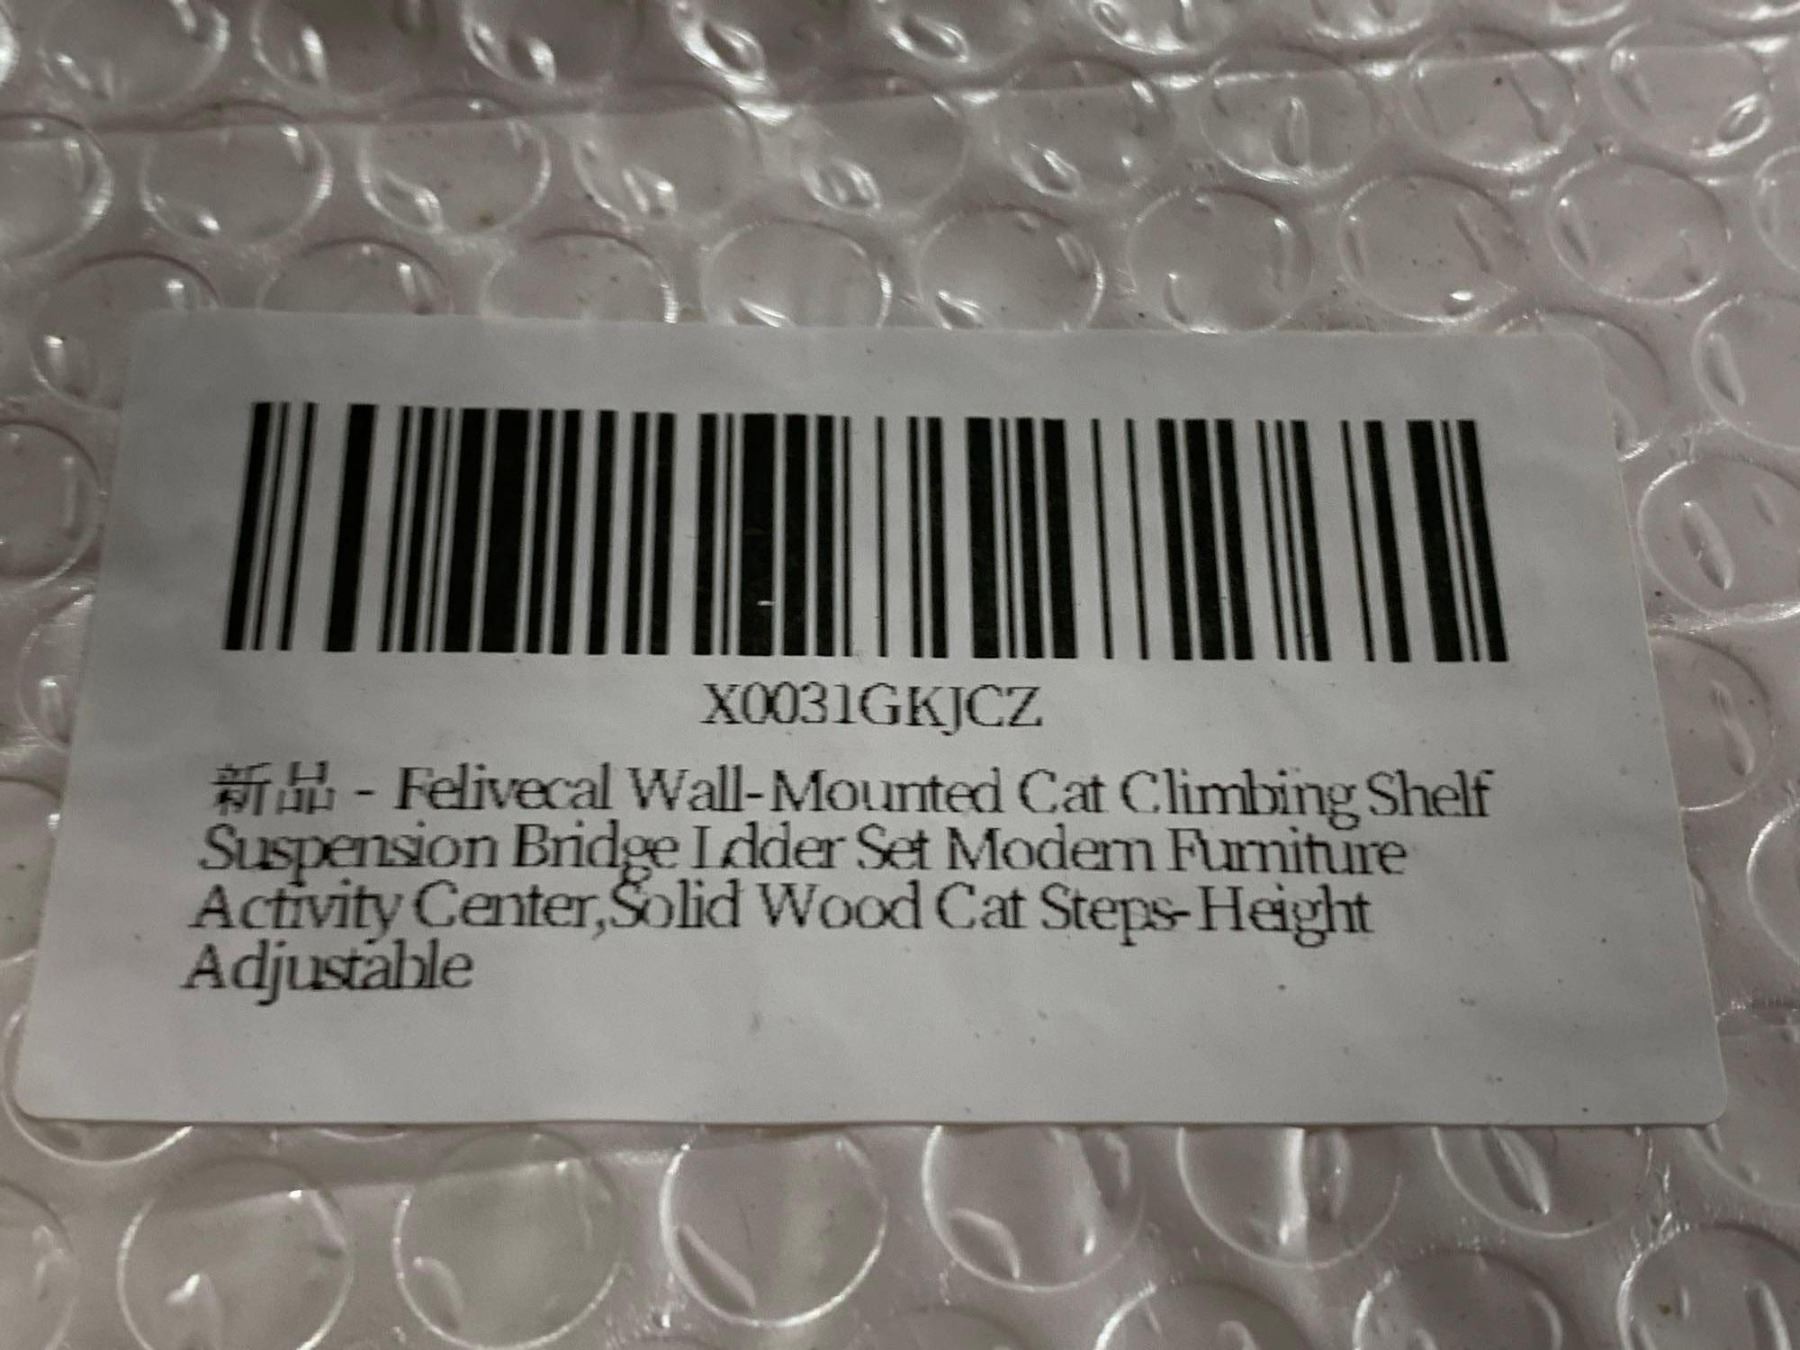 X0031GKJCZ
新品 - Felivecal Wall-Mounted Cat Climbing Shelf
Suspension Bridge Ldder Set Modern Furniture
Activity Center,Solid Wood Cat Steps-Height
Adjustable